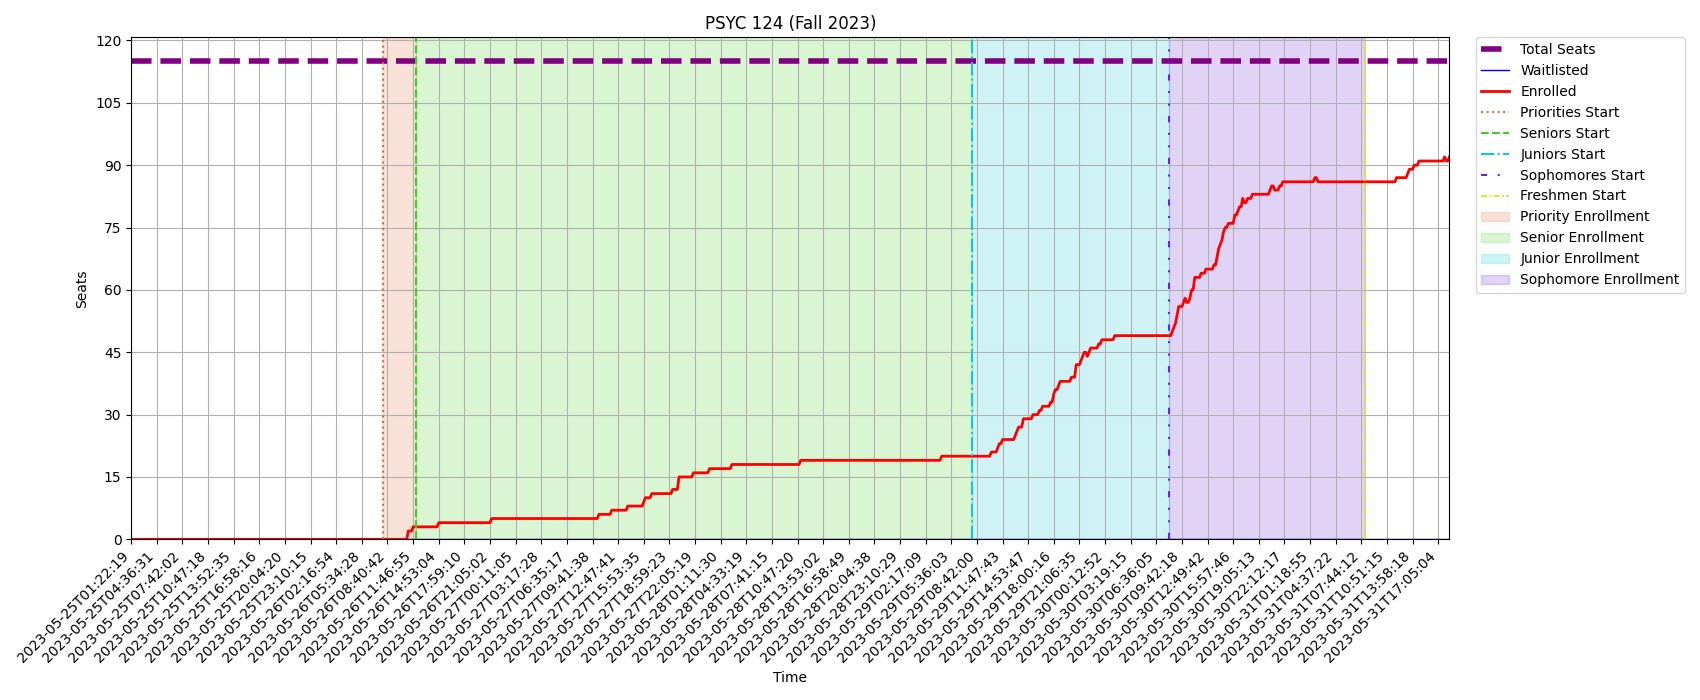 PSYC 124 (Fall 2023)
120
105
90
75
60
45
30
15
0
Seats
2023-05-25T01:22:19
2023-05-25T04:36:31
2023-05-25T07:42:02
2023-05-25T10:47:18
2023-05-25T13:52:35
2023-05-25T16:58:16
2023-05-25T20:04:20
2023-05-25T23:10:15
2023-05-26T02:16:54
2023-05-26T05:34:28
2023-05-26T08:40:42
2023-05-26T11:46:55
2023-05-26T14:53:04
2023-05-26T17:59:10
2023-05-26T21:05:02
2023-05-27T00:11:05
2023-05-27T03:17:28
2023-05-27T06:35:17
2023-05-27T09:41:38
2023-05-27T12:47:41
2023-05-27T15:53:35
2023-05-27T18:59:23
2023-05-27T22:05:19
2023-05-28T01:11:30
2023-05-28T04:33:19
2023-05-28T07:41:15
2023-05-28T10:47:20
2023-05-28T13:53:02
2023-05-28T16:58:49
2023-05-28T20:04:38
2023-05-28T23:10:29
2023-05-29T02:17:09
2023-05-29T05:36:03
2023-05-29T08:42:00
2023-05-29T11:47:43
2023-05-29T14:53:47
2023-05-29T18:00:16
2023-05-29T21:06:35
2023-05-30T00:12:52
2023-05-30T03:19:15
2023-05-30T06:36:05
2023-05-30T09:42:18
2023-05-30T12:49:42
2023-05-30T15:57:46
2023-05-30T19:05:13
2023-05-30T22:12:17
2023-05-31T01:18:55
2023-05-31T04:37:22
2023-05-31T07:44:12
2023-05-31T10:51:15
2023-05-31T13:58:18
2023-05-31T17:05:04
Time
Total Seats
Waitlisted
Enrolled
Priorities Start
Seniors Start
Juniors Start
Sophomores Start
Freshmen Start
Priority Enrollment
Senior Enrollment
Junior Enrollment
Sophomore Enrollment